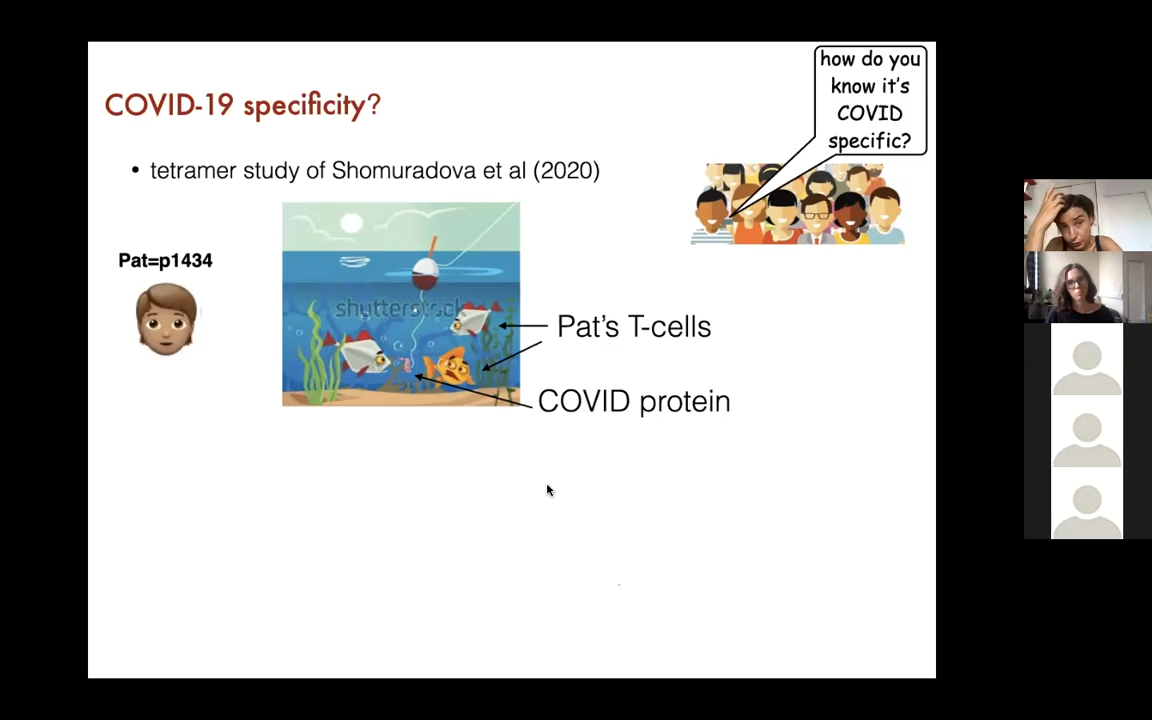 how do you
know it's
COVID
specific?
COVID-19 specificity?
• tetramer study of Shomuradova et al (2020)
Pat=p1434
shutterstock
Pat's T-cells
COVID protein